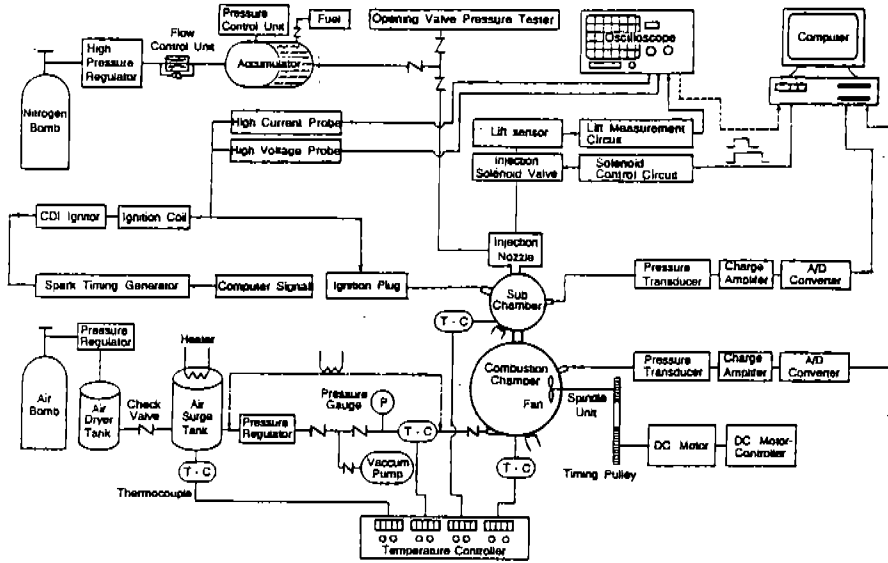 Pressure
Control Unit
Fuel
Opening Valve Pressure Tester
Oscilloscope
Computer
High
Pressure
Regulator
Flow
Control Unit
Accumulator
Nitrogen
Bomb
High Current Probe
High Voltage Probe
Lift sensor
Lift Measurement
Circuit
Injection
Solenoid Valve
Solenoid
Control Circuit
CDI Ignitor
Ignition Coil
Injection
Nozzle
Spark Timing Generator
Computer Signal
Ignition Plug
Sub
Chamber
Pressure
Transducer
Charge
Amplifier
A/D
Converter
Pressure
Regulator
Heater
T - C
Air
Bomb
Air
Dryer
Tank
Check
Valve
Air
Surge
Tank
Pressure
Regulator
Pressure
Gauge
P
T - C
Vaccum
Pump
Combustion
Chamber
Fan
Spindle
Unit
Pressure
Transducer
Charge
Amplifier
A/D
Converter
T - C
T - C
Thermocouple
Timing Pulley
DC Motor
DC Motor-
Controller
Temperature Controller